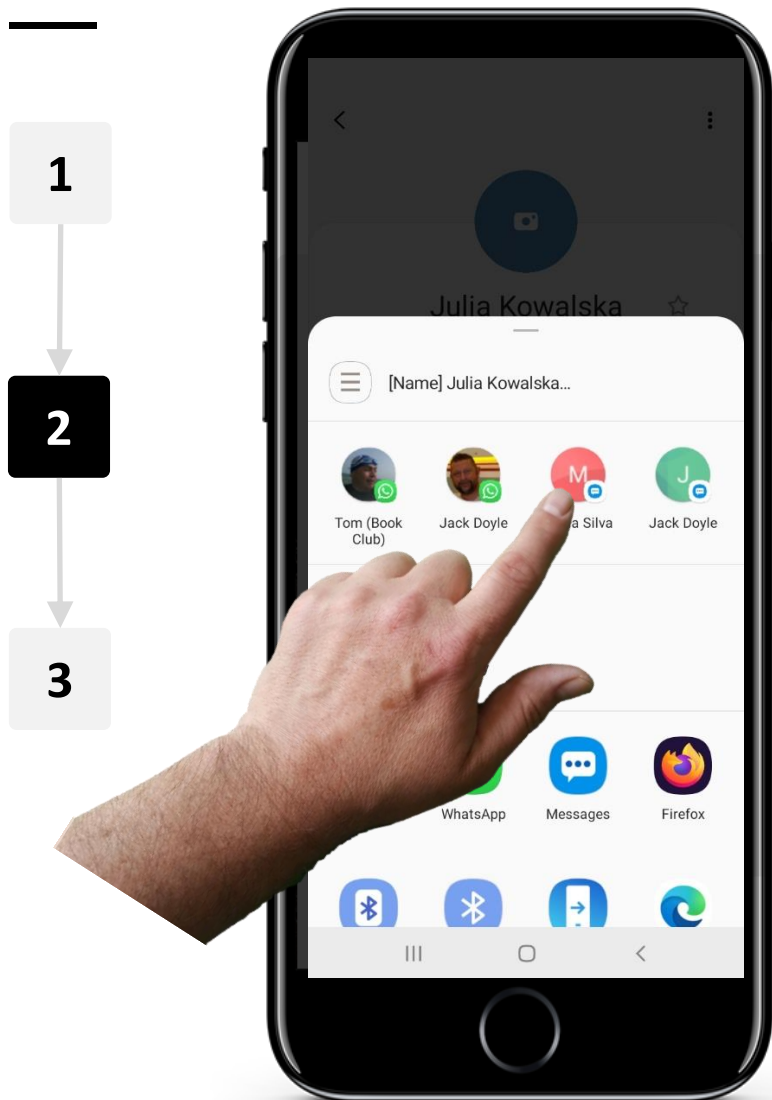 1
2
3
Julia Kowalska
[Name] Julia Kowalska...
Tom (Book
Club)
Jack Doyle
M
a Silva
J
Jack Doyle
WhatsApp
Messages
Firefox